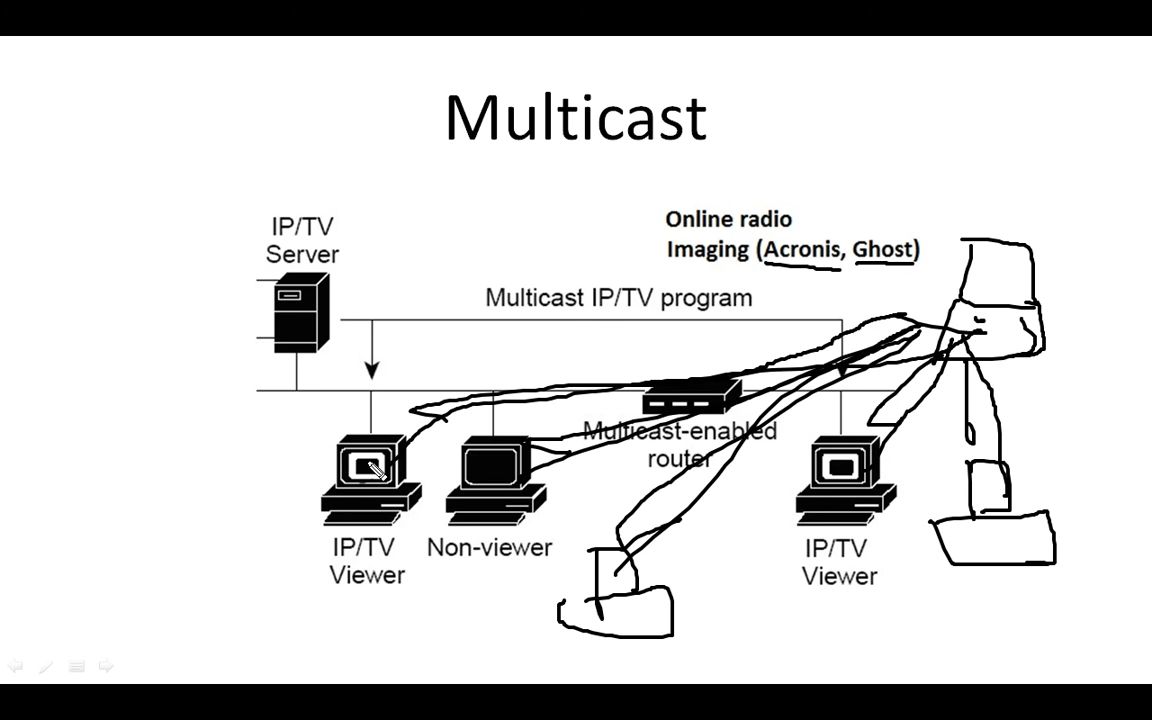 Multicast
IP/TV
Server
Online radio
Imaging (Acronis, Ghost)
Multicast IP/TV program
Multicast-enabled
router
IP/TV
Viewer
Non-viewer
IP/TV
Viewer